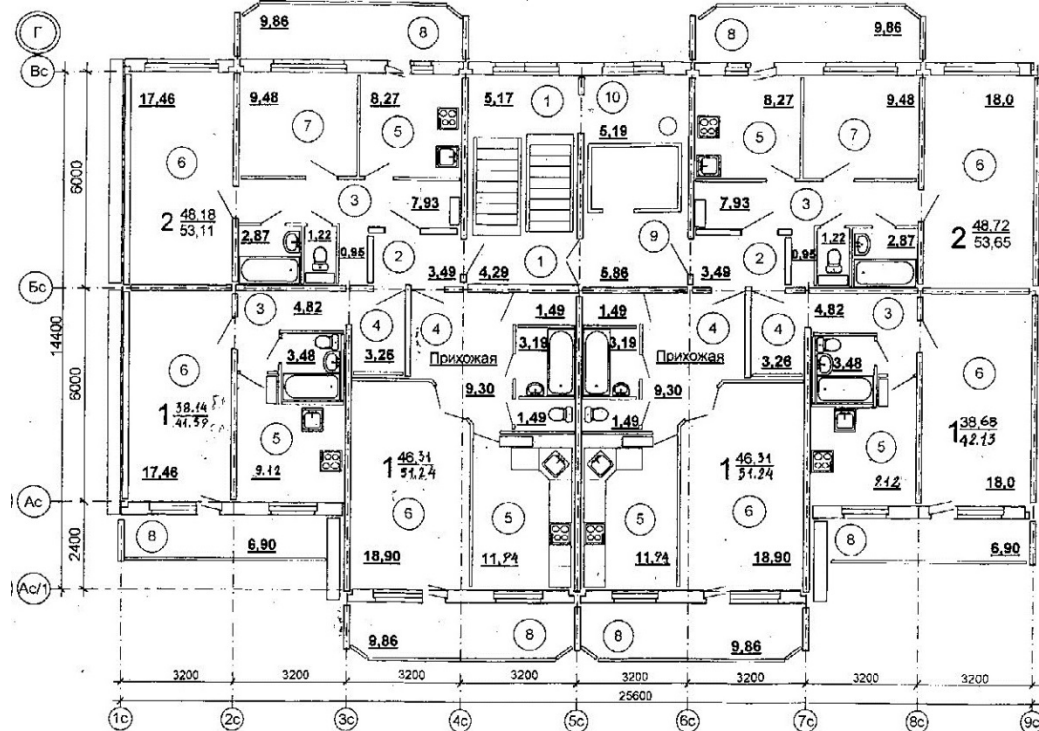 Г
9,86 8 8 9,86
Вс
17,46 9,48 8,27 5,17 1 10 8,27 9,48 18,0
7 5 5,19 5 7
6 6
3 7,93 7,93 3
2 48.18 2 48.72
53,11 53,65
2,87 1,22 0,95 2 9 2 0,95 1,22 2,87
3,49 4,29 1 5,86 3,49
Бс
3 4,82 4 4 1,49 1,49 4 4 4,82 3
3,48 3,26 Прихожая 3,19 3,19 Прихожая 3,26 3,48
6 9,30 9,30 6
1 38.14 1,49 1,49 1 38,68
41.59 42.13
5 1 46,31 1 46.31 5
51.24 51.24
17,46 9.12 6 5 5 6 9.12 18,0
Ас
8 6,90 18,90 11,94 11,94 18,90 8 6,90
Ас/1
9,86 8 8 9,86
6000
6000
2400
14400
3200 3200 3200 3200 3200 3200 3200 3200
25600
1с 2с 3с 4с 5с 6с 7с 8с 9с